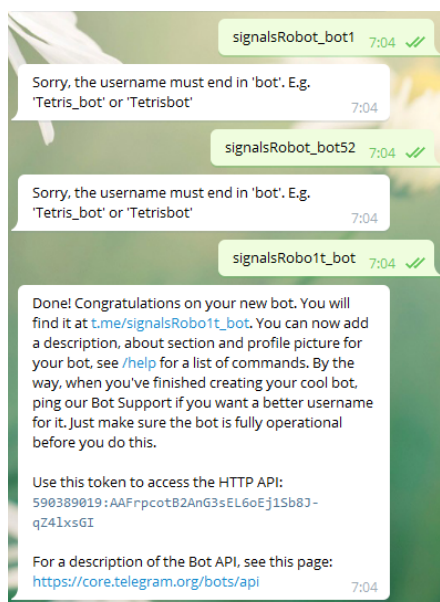 signalsRobot_bot1 7:04
Sorry, the username must end in 'bot'. E.g.
'Tetris_bot' or 'Tetrisbot'
7:04
signalsRobot_bot52 7:04
Sorry, the username must end in 'bot'. E.g.
'Tetris_bot' or 'Tetrisbot'
7:04
signalsRobo1t_bot 7:04
Done! Congratulations on your new bot. You will
find it at t.me/signalsRobo1t_bot. You can now add
a description, about section and profile picture for
your bot, see /help for a list of commands. By the
way, when you've finished creating your cool bot,
ping our Bot Support if you want a better username
for it. Just make sure the bot is fully operational
before you do this.
Use this token to access the HTTP API:
590389019:AAFrpcotB2AnG3sEL6oEj1Sb8J-
qZ4lxsGI
For a description of the Bot API, see this page:
https://core.telegram.org/bots/api
7:04